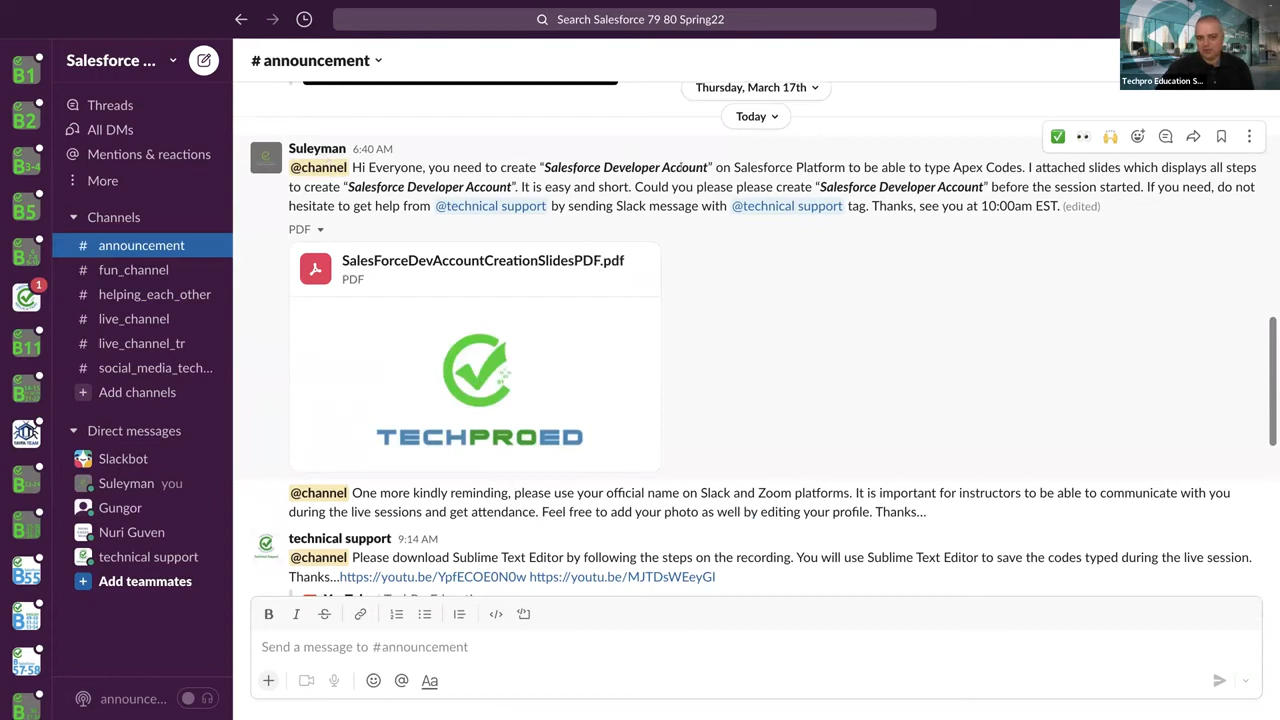 Search Salesforce 79 80 Spring22
Techpro Education S...
B1
B2
B3-4
B5
1
B11
B55
57-58
Salesforce ...
Threads
All DMs
Mentions & reactions
More
Channels
# announcement
# fun_channel
# helping_each_other
# live_channel
# live_channel_tr
# social_media_tech...
+ Add channels
Direct messages
Slackbot
Suleyman you
Gungor
Nuri Guven
technical support
+ Add teammates
announce...
# announcement
Thursday, March 17th
Today
Suleyman 6:40 AM
@channel Hi Everyone, you need to create “Salesforce Developer Account” on Salesforce Platform to be able to type Apex Codes. I attached slides which displays all steps
to create “Salesforce Developer Account”. It is easy and short. Could you please please create “Salesforce Developer Account” before the session started. If you need, do not
hesitate to get help from @technical support by sending Slack message with @technical support tag. Thanks, see you at 10:00am EST. (edited)
PDF
SalesForceDevAccountCreationSlidesPDF.pdf
PDF
TECHPROED
@channel One more kindly reminding, please use your official name on Slack and Zoom platforms. It is important for instructors to be able to communicate with you
during the live sessions and get attendance. Feel free to add your photo as well by editing your profile. Thanks...
technical support 9:14 AM
@channel Please download Sublime Text Editor by following the steps on the recording. You will use Sublime Text Editor to save the codes typed during the live session.
Thanks...https://youtu.be/YpfECOE0N0w https://youtu.be/MJTDsWEeyGI
B I S
Send a message to #announcement
+ @ Aa